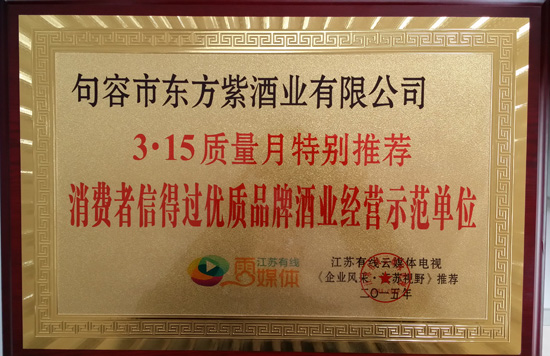 句容市东方紫酒业有限公司
3·15质量月特别推荐
消费者信得过优质品牌酒业经营示范单位
江苏有线
云媒体
江苏有线云媒体电视
《企业风采·江苏视野》推荐
二〇一五年